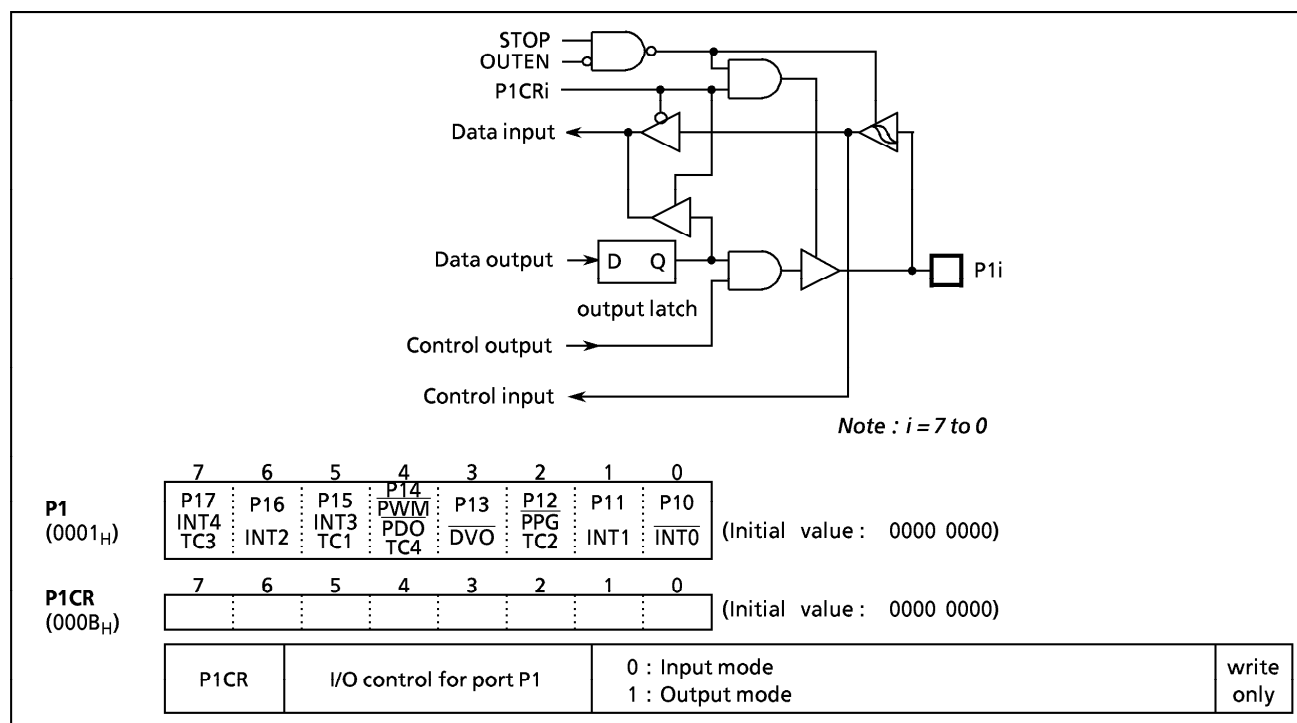 STOP
OUTEN
P1CRi
Data input
Data output
D Q
P1i
output latch
Control output
Control input
Note : i = 7 to 0
7 6 5 4 3 2 1 0
P1
(0001H)
P17
INT4
TC3
P16
INT2
P15
INT3
TC1
P14
PWM
PDO
TC4
P13
DVO
P12
PPG
TC2
P11
INT1
P10
INT0
(Initial value : 0000 0000)
7 6 5 4 3 2 1 0
P1CR
(000BH)
(Initial value : 0000 0000)
P1CR
I/O control for port P1
0 : Input mode
1 : Output mode
write
only